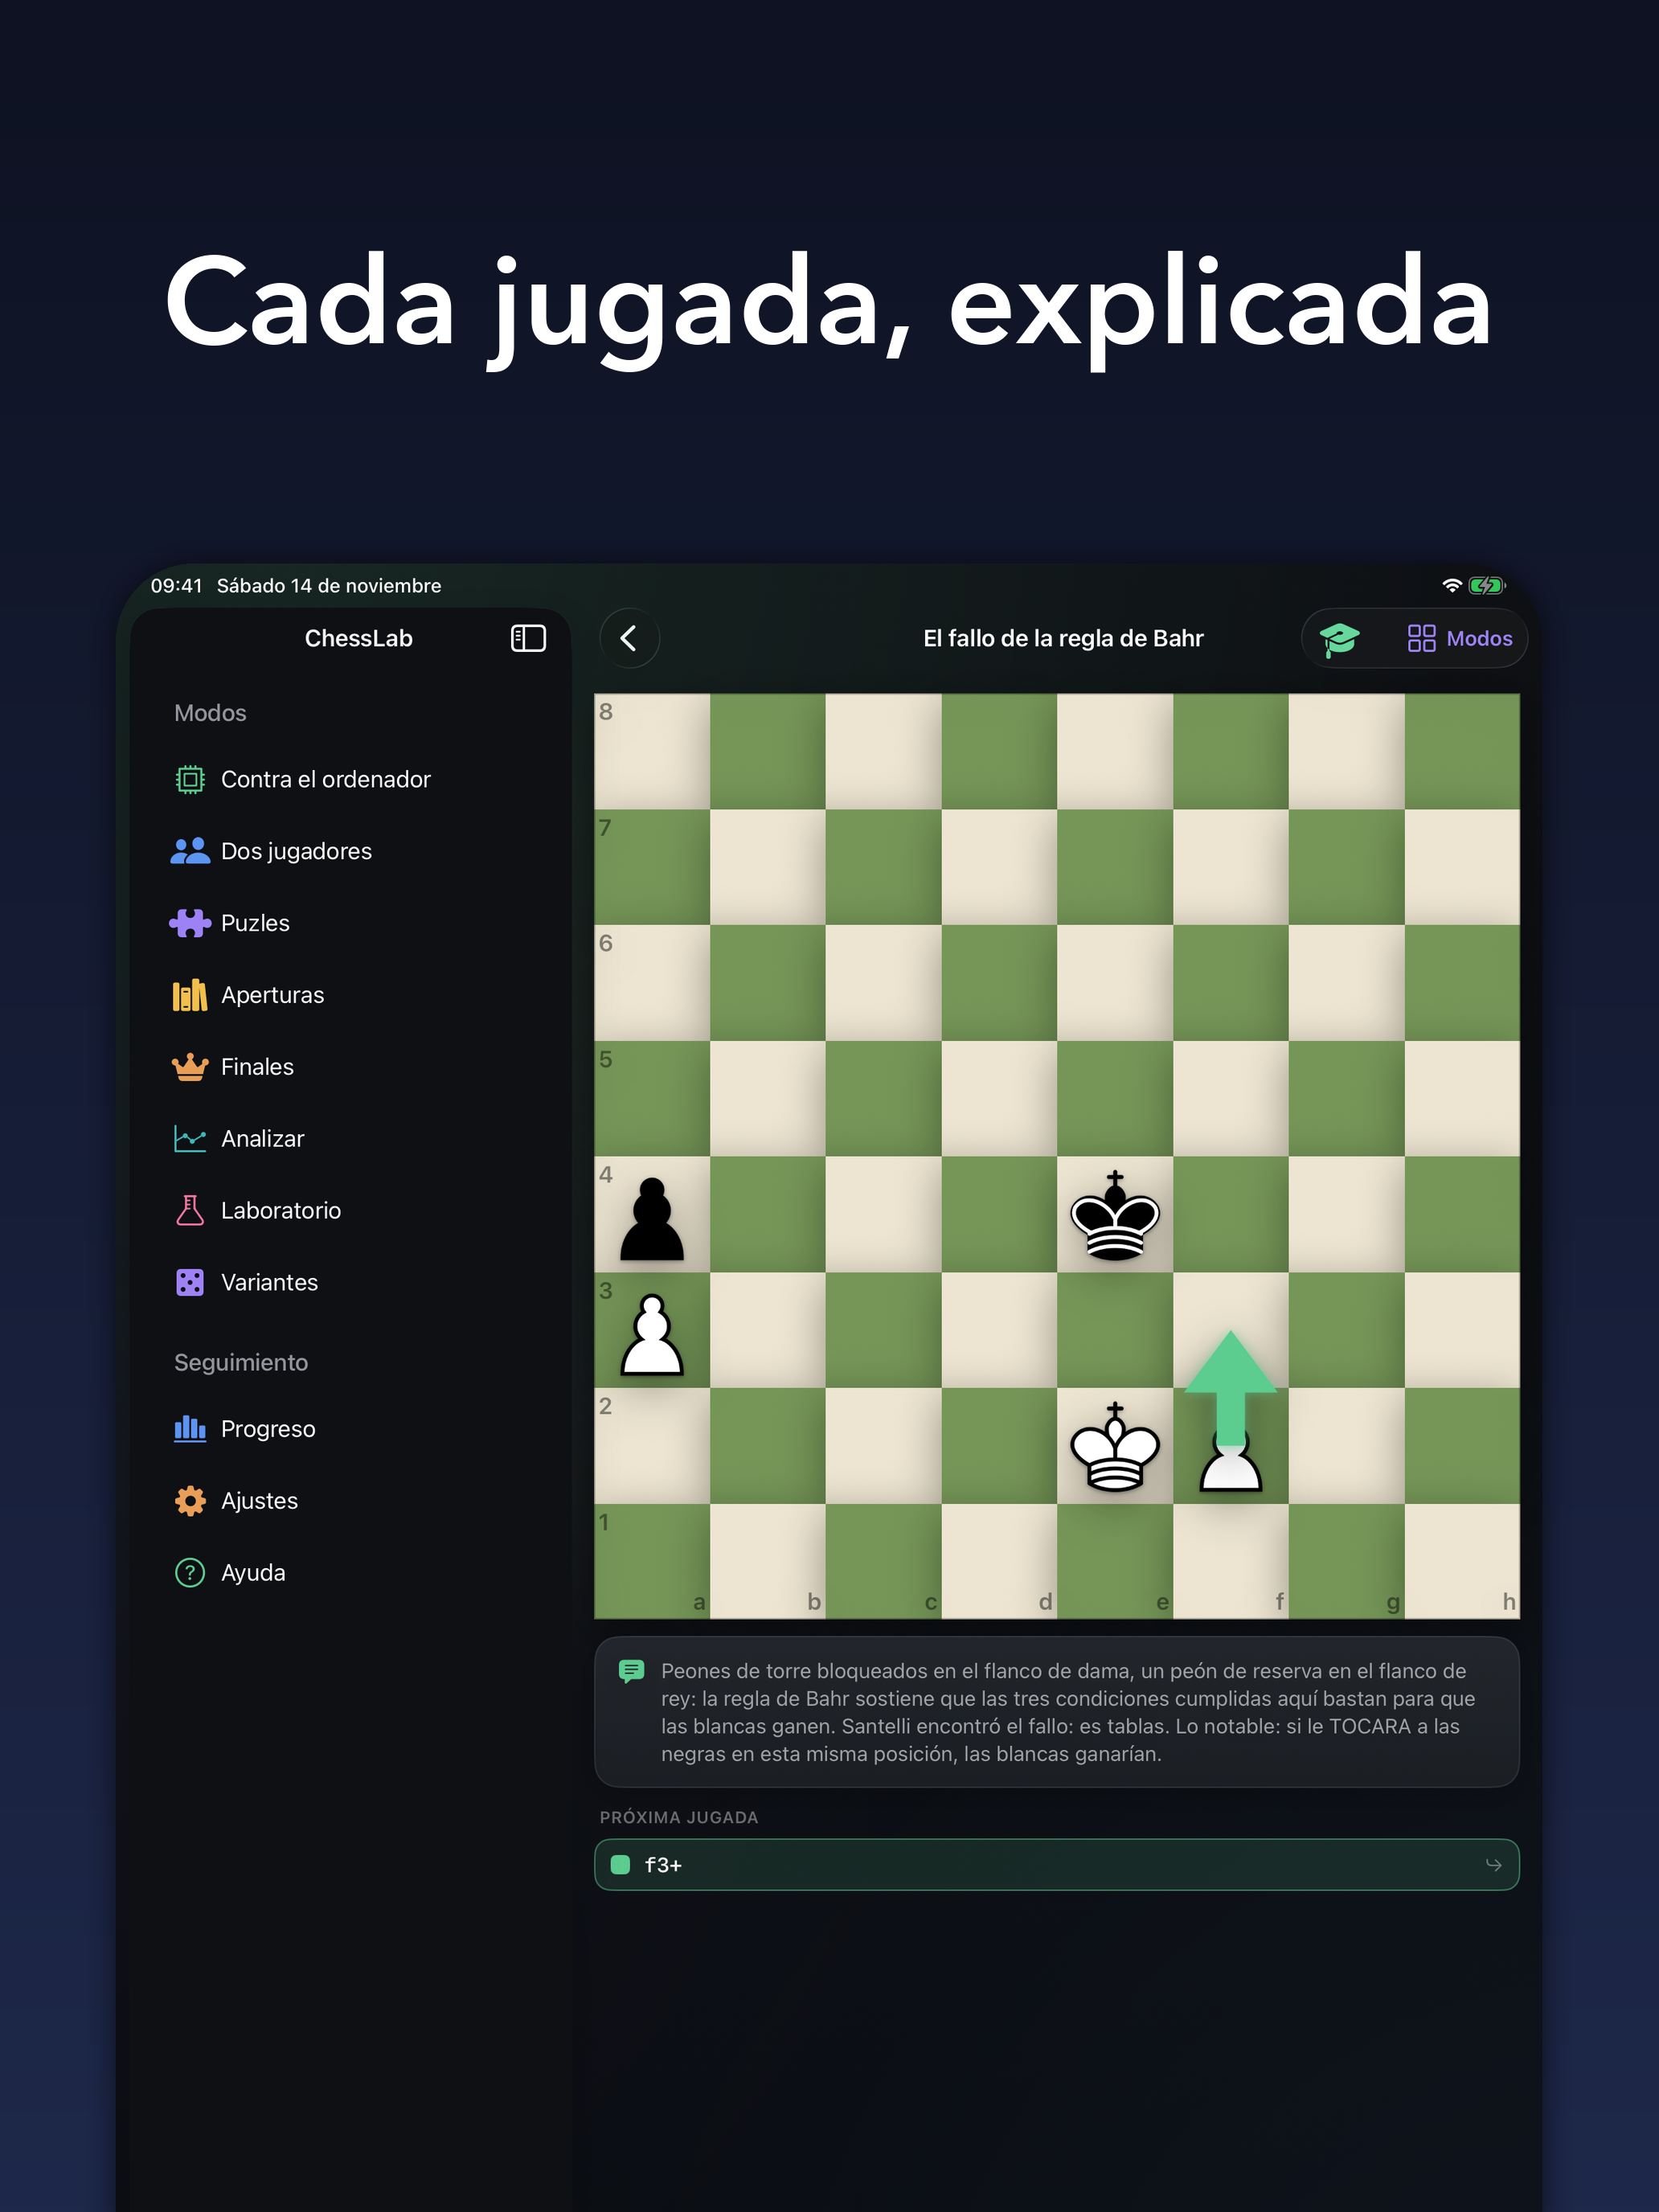 Cada jugada, explicada
09:41 Sábado 14 de noviembre
ChessLab
Modos
Contra el ordenador
Dos jugadores
Puzles
Aperturas
Finales
Analizar
Laboratorio
Variantes
Seguimiento
Progreso
Ajustes
Ayuda
El fallo de la regla de Bahr
Modos
8
7
6
5
4
3
2
1
a b c d e f g h
Peones de torre bloqueados en el flanco de dama, un peón de reserva en el flanco de
rey: la regla de Bahr sostiene que las tres condiciones cumplidas aquí bastan para que
las blancas ganen. Santelli encontró el fallo: es tablas. Lo notable: si le TOCARA a las
negras en esta misma posición, las blancas ganarían.
PRÓXIMA JUGADA
f3+